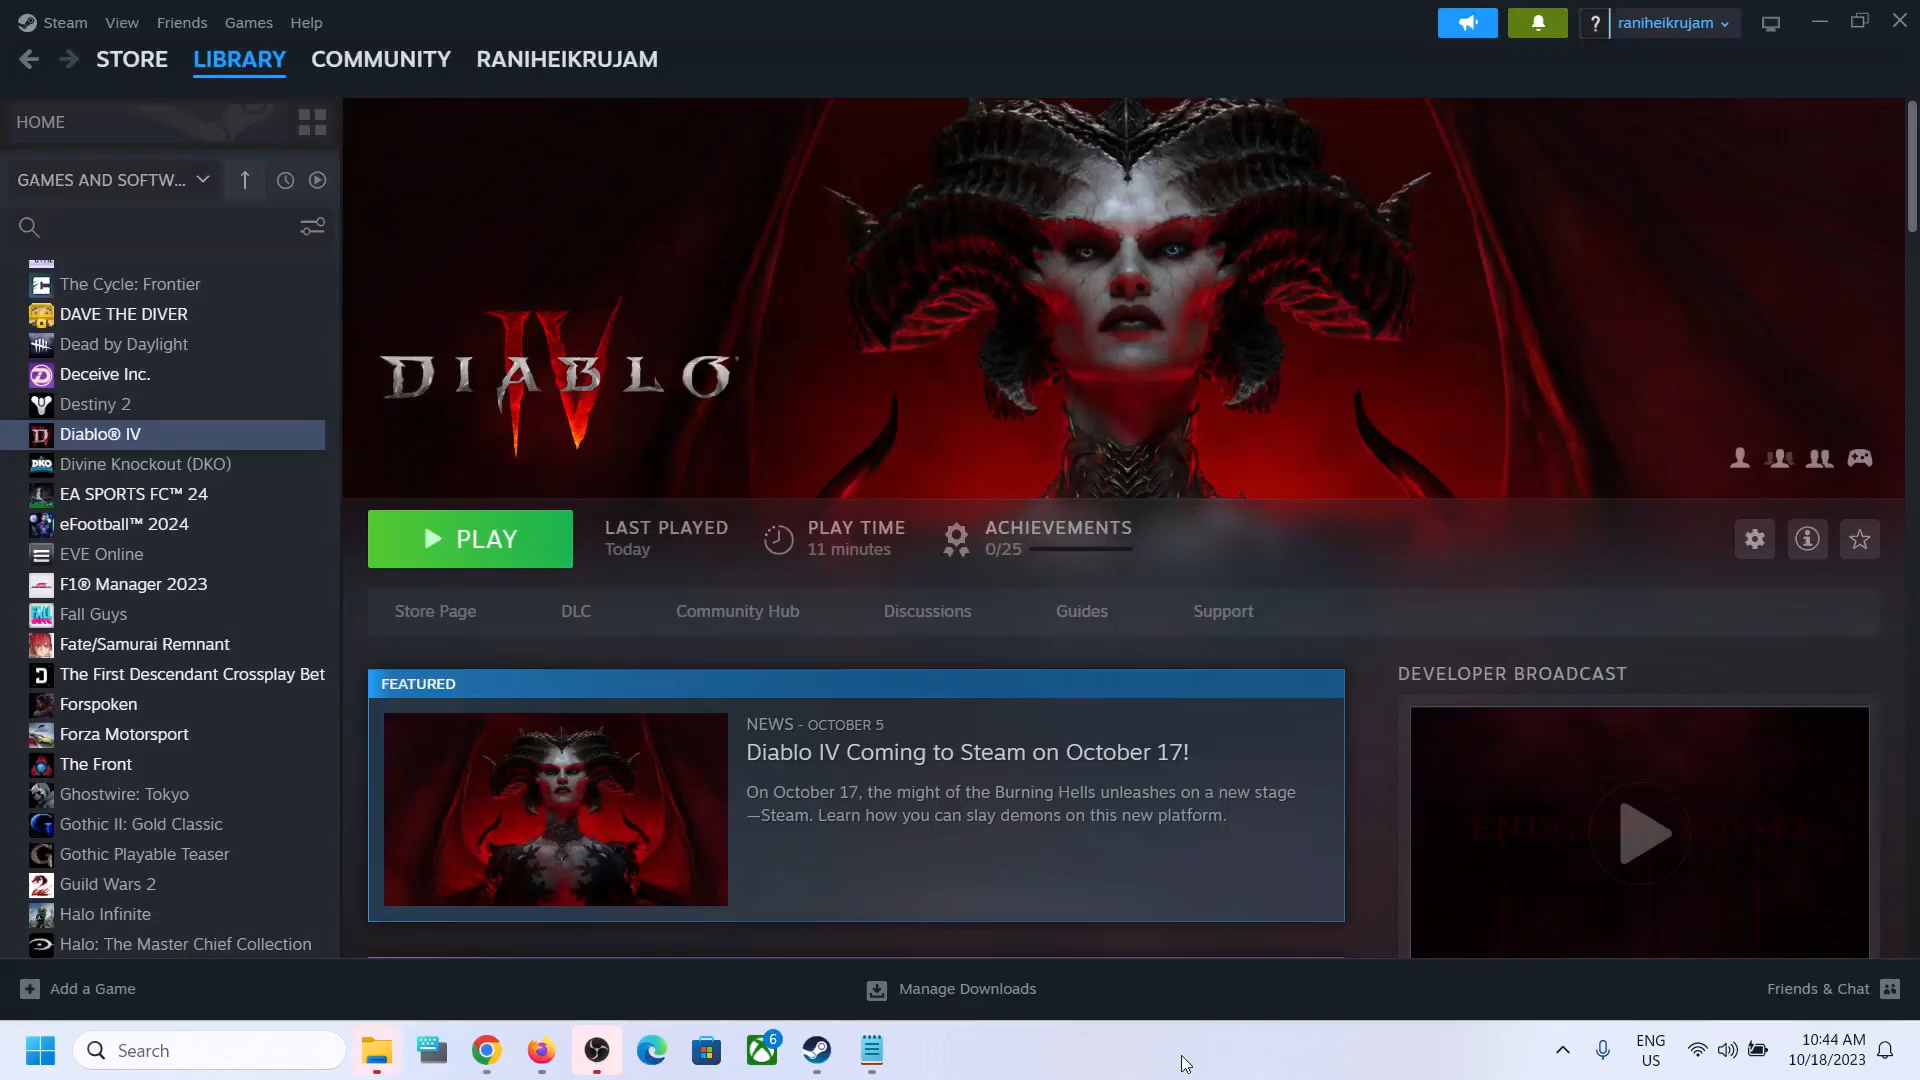 Steam View Friends Games Help
? raniheikrujam
STORE LIBRARY COMMUNITY RANIHEIKRUJAM
HOME
GAMES AND SOFTW...
The Cycle: Frontier
DAVE THE DIVER
Dead by Daylight
Deceive Inc.
Destiny 2
Diablo® IV
Divine Knockout (DKO)
EA SPORTS FC™ 24
eFootball™ 2024
EVE Online
F1® Manager 2023
Fall Guys
Fate/Samurai Remnant
The First Descendant Crossplay Bet
Forspoken
Forza Motorsport
The Front
Ghostwire: Tokyo
Gothic II: Gold Classic
Gothic Playable Teaser
Guild Wars 2
Halo Infinite
Halo: The Master Chief Collection
DIABLO IV
PLAY
LAST PLAYED
Today
PLAY TIME
11 minutes
ACHIEVEMENTS
0/25
Store Page DLC Community Hub Discussions Guides Support
FEATURED
NEWS - OCTOBER 5
Diablo IV Coming to Steam on October 17!
On October 17, the might of the Burning Hells unleashes on a new stage
—Steam. Learn how you can slay demons on this new platform.
DEVELOPER BROADCAST
Add a Game
Manage Downloads
Friends & Chat
Search
6
ENG
US
10:44 AM
10/18/2023